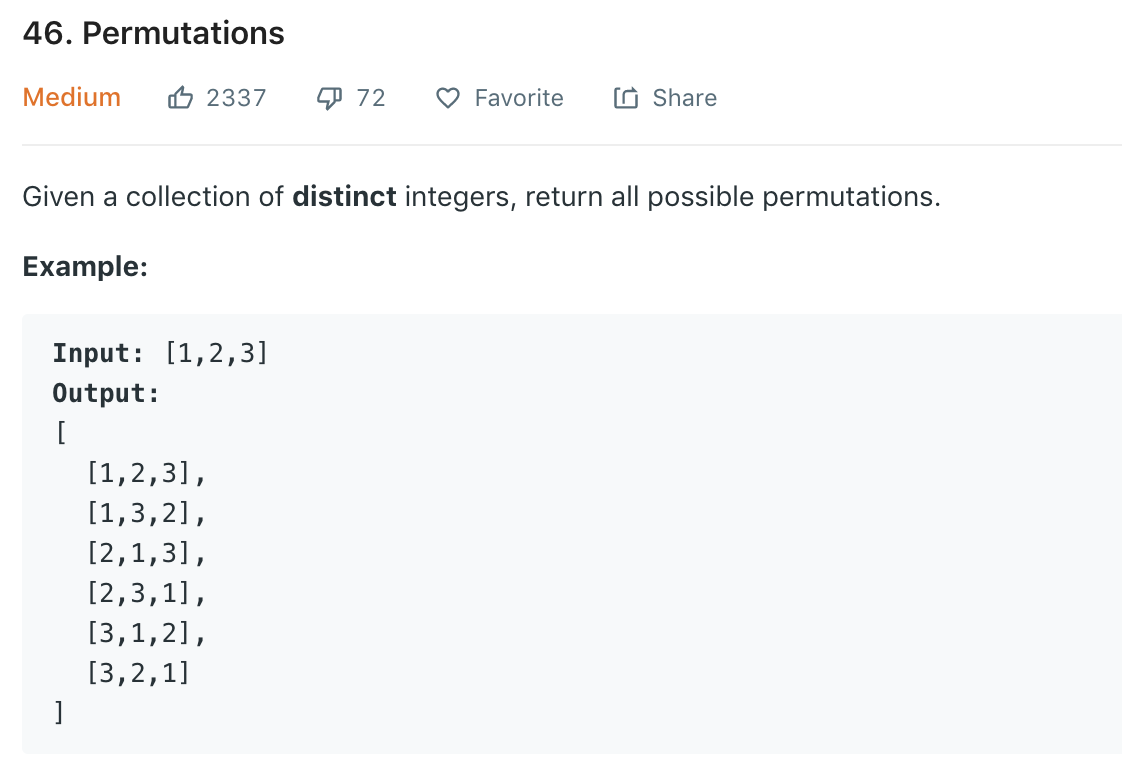 46. Permutations
Medium 2337 72 Favorite Share
Given a collection of distinct integers, return all possible permutations.
Example:
Input: [1,2,3]
Output:
[
[1,2,3],
[1,3,2],
[2,1,3],
[2,3,1],
[3,1,2],
[3,2,1]
]